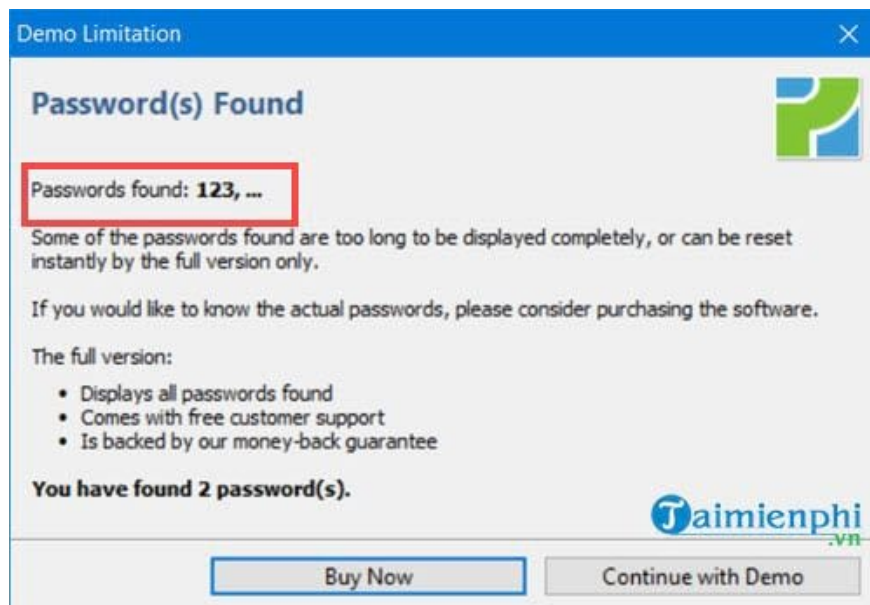 Demo Limitation
Password(s) Found
Passwords found: 123, ...
Some of the passwords found are too long to be displayed completely, or can be reset
instantly by the full version only.
If you would like to know the actual passwords, please consider purchasing the software.
The full version:
• Displays all passwords found
• Comes with free customer support
• Is backed by our money-back guarantee
You have found 2 password(s).
Taimienphi
.vn
Buy Now
Continue with Demo